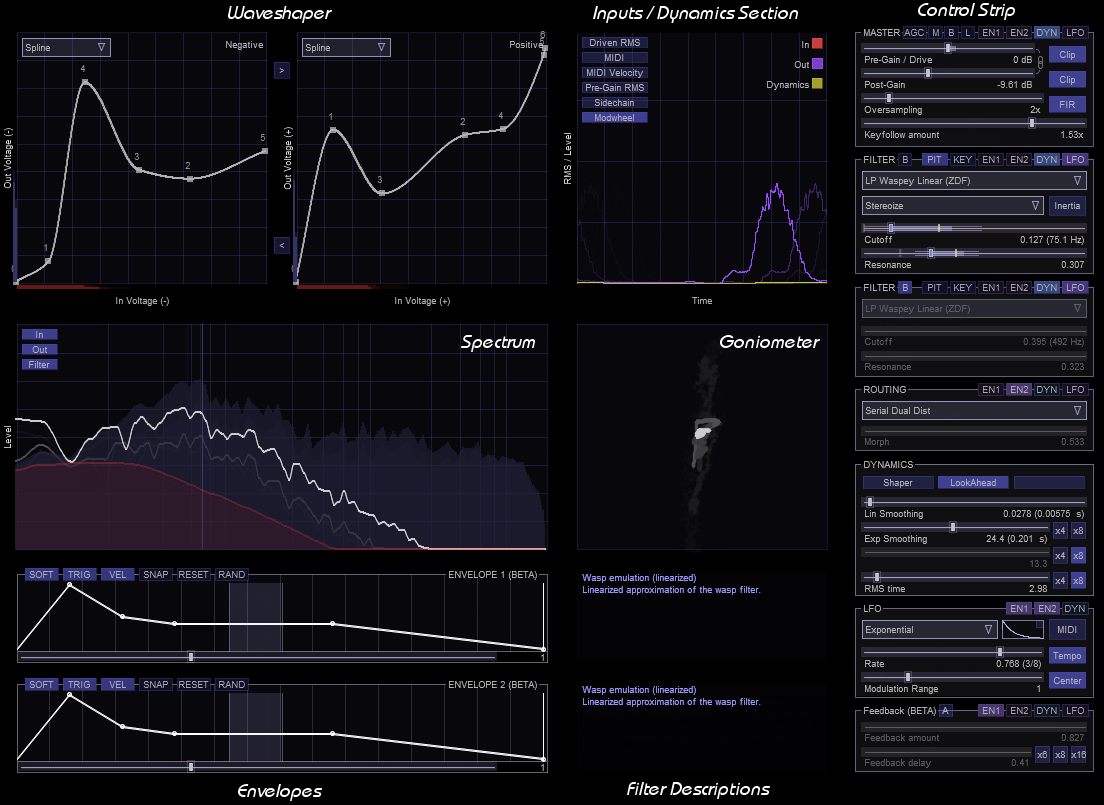 Waveshaper
Spline
Negative
4
3
2
5
1
Out Voltage (-)
In Voltage (-)
>
<
Spline
Positive
6
5
1
2
4
3
Out Voltage (+)
In Voltage (+)
Inputs / Dynamics Section
Driven RMS
MIDI
MIDI Velocity
Pre-Gain RMS
Sidechain
Modwheel
In
Out
Dynamics
RMS / Level
Time
Control Strip
MASTER AGC M B L EN1 EN2 DYN LFO
Pre-Gain / Drive 0 dB
Clip
Post-Gain -9.61 dB
Clip
Oversampling 2x
FIR
Keyfollow amount 1.53x
FILTER B PIT KEY EN1 EN2 DYN LFO
LP Waspey Linear (ZDF)
Stereoize
Inertia
Cutoff 0.127 (75.1 Hz)
Resonance 0.307
FILTER B PIT KEY EN1 EN2 DYN LFO
LP Waspey Linear (ZDF)
Cutoff 0.395 (492 Hz)
Resonance 0.323
ROUTING EN1 EN2 DYN LFO
Serial Dual Dist
Morph 0.533
DYNAMICS
Shaper LookAhead
Lin Smoothing 0.0278 (0.00575 s)
Exp Smoothing 24.4 (0.201 s)
x4 x8
13.3
x4 x8
RMS time 2.98
x4 x8
LFO EN1 EN2 DYN
Exponential
MIDI
Rate 0.768 (3/8)
Tempo
Modulation Range 1
Center
Feedback (BETA) A EN1 EN2 DYN LFO
Feedback amount 0.827
Feedback delay 0.41
x6 x8 x16
Spectrum
In
Out
Filter
Level
Goniometer
SOFT TRIG VEL SNAP RESET RAND
ENVELOPE 1 (BETA)
1
SOFT TRIG VEL SNAP RESET RAND
ENVELOPE 2 (BETA)
1
Envelopes
Wasp emulation (linearized)
Linearized approximation of the wasp filter.
Wasp emulation (linearized)
Linearized approximation of the wasp filter.
Filter Descriptions